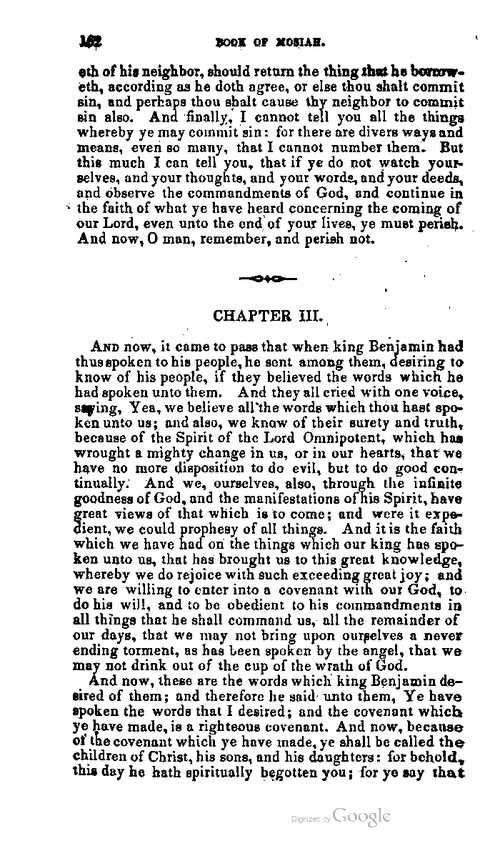 162 BOOK OF MOSIAH.
eth of his neighbor, should return the thing that he borrow-
eth, according as he doth agree, or else thou shalt commit
sin, and perhaps thou shalt cause thy neighbor to commit
sin also. And finally, I cannot tell you all the things
whereby ye may commit sin: for there are divers ways and
means, even so many, that I cannot number them. But
this much I can tell you, that if ye do not watch your-
selves, and your thoughts, and your words, and your deeds,
and observe the commandments of God, and continue in
the faith of what ye have heard concerning the coming of
our Lord, even unto the end of your lives, ye must perish.
And now, O man, remember, and perish not.
CHAPTER III.
AND now, it came to pass that when king Benjamin had
thus spoken to his people, he sent among them, desiring to
know of his people, if they believed the words which he
had spoken unto them. And they all cried with one voice,
saying, Yea, we believe all the words which thou hast spo-
ken unto us; and also, we know of their surety and truth,
because of the Spirit of the Lord Omnipotent, which has
wrought a mighty change in us, or in our hearts, that we
have no more disposition to do evil, but to do good con-
tinually. And we, ourselves, also, through the infinite
goodness of God, and the manifestations of his Spirit, have
great views of that which is to come; and were it expe-
dient, we could prophesy of all things. And it is the faith
which we have had on the things which our king has spo-
ken unto us, that has brought us to this great knowledge,
whereby we do rejoice with such exceeding great joy; and
we are willing to enter into a covenant with our God, to
do his will, and to be obedient to his commandments in
all things that he shall command us, all the remainder of
our days, that we may not bring upon ourselves a never
ending torment, as has been spoken by the angel, that we
may not drink out of the cup of the wrath of God.
And now, these are the words which king Benjamin de-
sired of them; and therefore he said unto them, Ye have
spoken the words that I desired; and the covenant which
ye have made, is a righteous covenant. And now, because
of the covenant which ye have made, ye shall be called the
children of Christ, his sons, and his daughters: for behold,
this day he hath spiritually begotten you; for ye say that
Digitized by Google